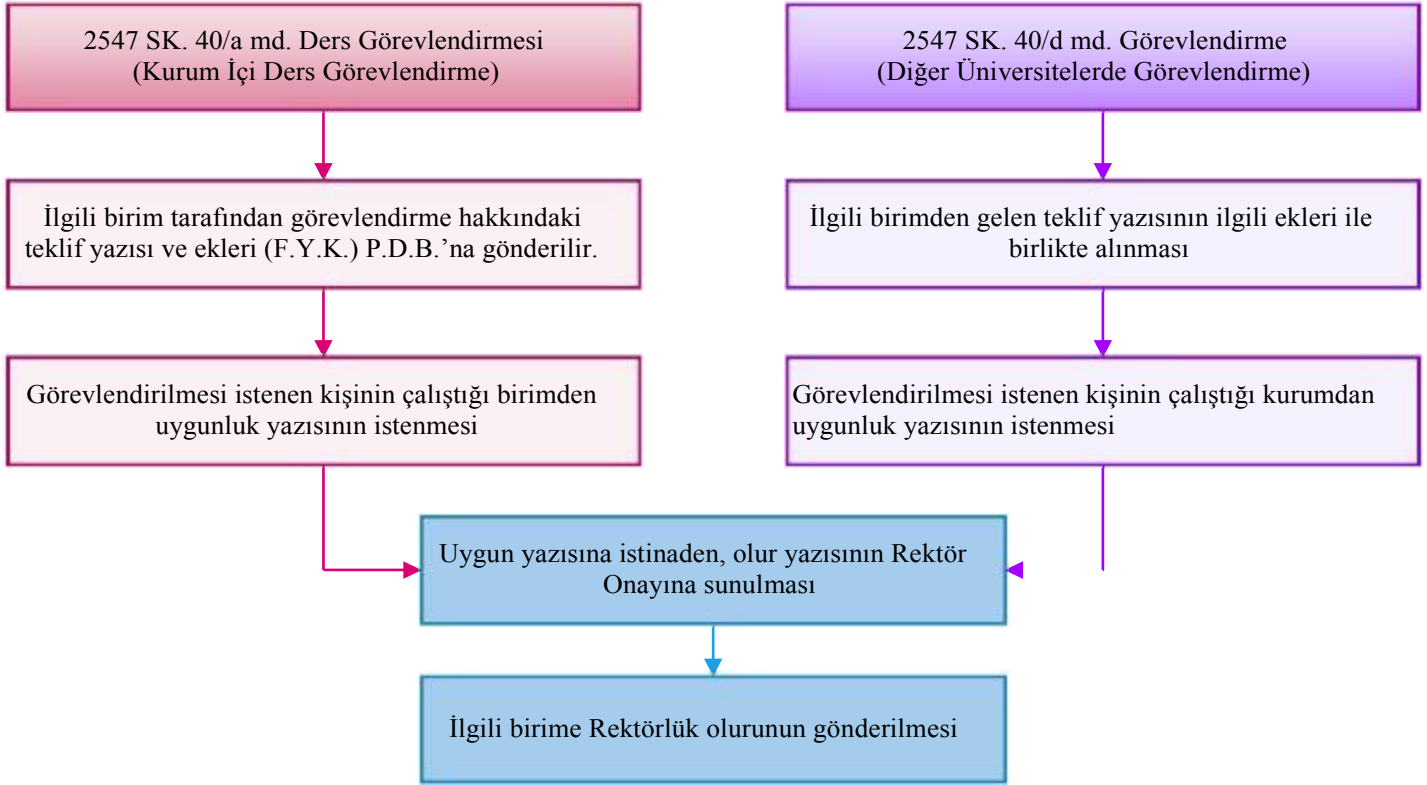 2547 SK. 40/a md. Ders Görevlendirmesi
(Kurum İçi Ders Görevlendirme)
İlgili birim tarafından görevlendirme hakkındaki
teklif yazısı ve ekleri (F.Y.K.) P.D.B.’na gönderilir.
Görevlendirilmesi istenen kişinin çalıştığı birimden
uygunluk yazısının istenmesi
2547 SK. 40/d md. Görevlendirme
(Diğer Üniversitelerde Görevlendirme)
İlgili birimden gelen teklif yazısının ilgili ekleri ile
birlikte alınması
Görevlendirilmesi istenen kişinin çalıştığı kurumdan
uygunluk yazısının istenmesi
Uygun yazısına istinaden, olur yazısının Rektör
Onayına sunulması
İlgili birime Rektörlük olurunun gönderilmesi